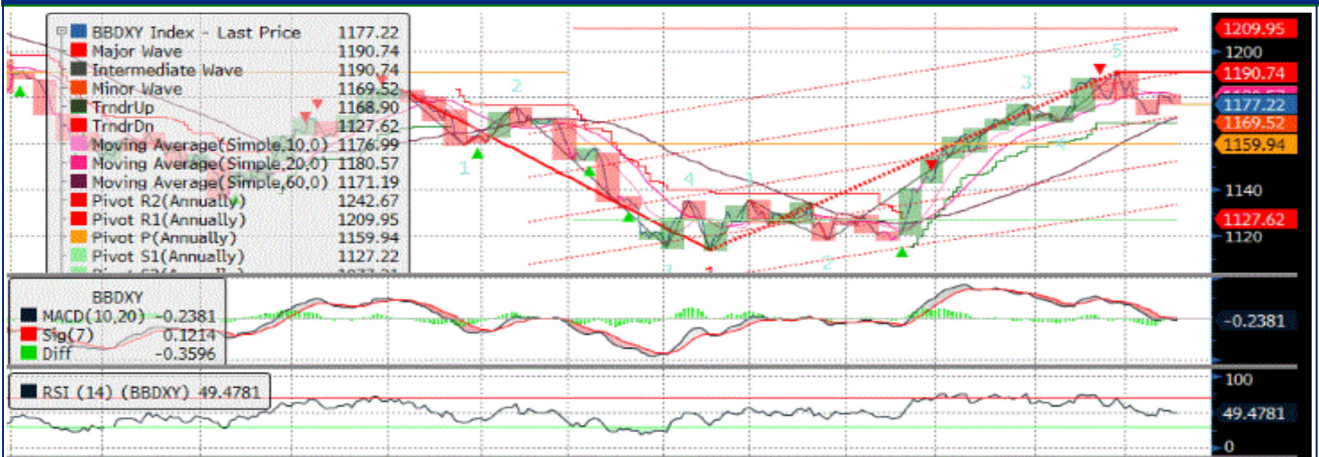 BBDXY Index - Last Price 1177.22
Major Wave 1190.74
Intermediate Wave 1190.74
Minor Wave 1169.52
TrndrUp 1168.90
TrndrDn 1127.62
Moving Average(Simple,10,0) 1176.99
Moving Average(Simple,20,0) 1180.57
Moving Average(Simple,60,0) 1171.19
Pivot R2(Annually) 1242.67
Pivot R1(Annually) 1209.95
Pivot P(Annually) 1159.94
Pivot S1(Annually) 1127.22
1
2
4
1
2
3
5
1209.95
1200
1190.74
1177.22
1169.52
1159.94
1140
1127.62
1120
BBDXY
MACD(10,20) -0.2381
Sig(7) 0.1214
Diff -0.3596
-0.2381
RSI (14) (BBDXY) 49.4781
100
49.4781
0